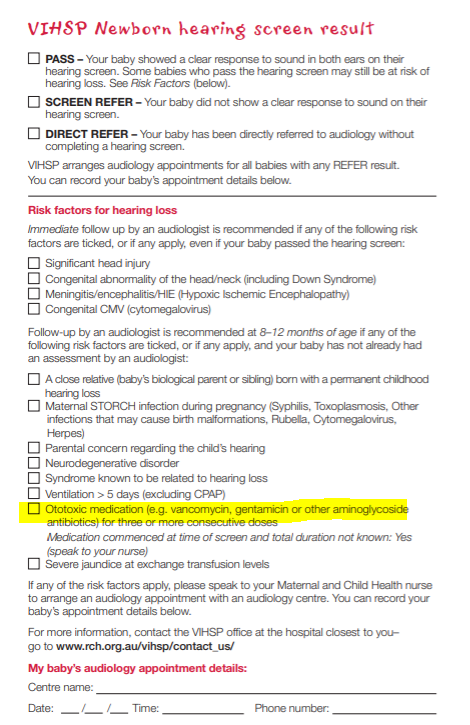 VIHSP Newborn hearing screen result
PASS – Your baby showed a clear response to sound in both ears on their
hearing screen. Some babies who pass the hearing screen may still be at risk of
hearing loss. See Risk Factors (below).
SCREEN REFER – Your baby did not show a clear response to sound on their
hearing screen.
DIRECT REFER – Your baby has been directly referred to audiology without
completing a hearing screen.
VIHSP arranges audiology appointments for all babies with any REFER result.
You can record your baby's appointment details below.
Risk factors for hearing loss
Immediate follow up by an audiologist is recommended if any of the following risk
factors are ticked, or if any apply, even if your baby passed the hearing screen:
Significant head injury
Congenital abnormality of the head/neck (including Down Syndrome)
Meningitis/encephalitis/HIE (Hypoxic Ischemic Encephalopathy)
Congenital CMV (cytomegalovirus)
Follow-up by an audiologist is recommended at 8–12 months of age if any of the
following risk factors are ticked, or if any apply, and your baby has not already had
an assessment by an audiologist:
A close relative (baby's biological parent or sibling) born with a permanent childhood
hearing loss
Maternal STORCH infection during pregnancy (Syphilis, Toxoplasmosis, Other
infections that may cause birth malformations, Rubella, Cytomegalovirus,
Herpes)
Parental concern regarding the child's hearing
Neurodegenerative disorder
Syndrome known to be related to hearing loss
Ventilation > 5 days (excluding CPAP)
Ototoxic medication (e.g. vancomycin, gentamicin or other aminoglycoside
antibiotics) for three or more consecutive doses
Medication commenced at time of screen and total duration not known: Yes
(speak to your nurse)
Severe jaundice at exchange transfusion levels
If any of the risk factors apply, please speak to your Maternal and Child Health nurse
to arrange an audiology appointment with an audiology centre. You can record your
baby's appointment details below.
For more information, contact the VIHSP office at the hospital closest to you–
go to www.rch.org.au/vihsp/contact_us/
My baby's audiology appointment details:
Centre name:
Date: __/__/__ Time: Phone number: